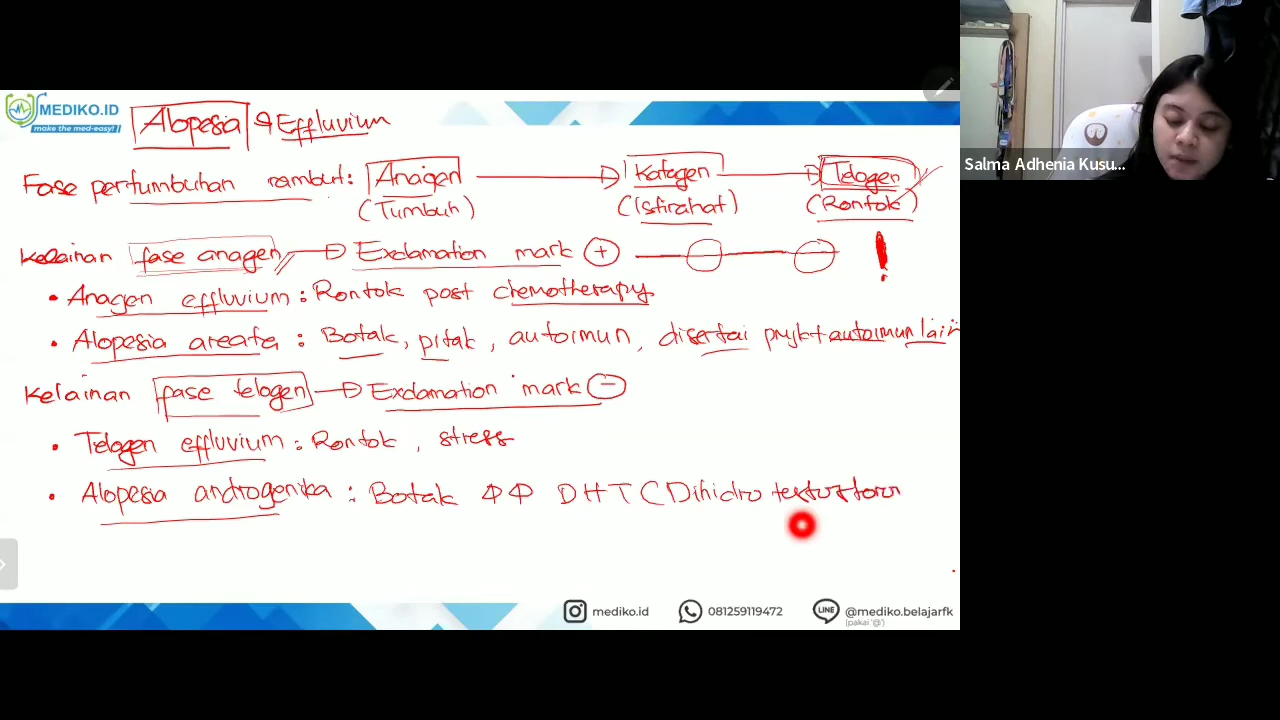 MEDIKO.ID
make the med-easy!
Alopesia & Effluvium
Fase pertumbuhan rambut: Anagen Katagen Telogen
(Tumbuh) (Istirahat) (Rontok)
Kelainan fase anagen → Exclamation mark (+) !
• Anagen effluvium : Rontok post chemotherapy
• Alopesia areata : Botak, pitak, autoimun, disertai pnykt autoimun lain
Kelainan fase telogen → Exclamation mark (-)
• Telogen effluvium : Rontok, stress
• Alopesia androgenika : Botak DHT (Dihidro testosteron
mediko.id 081259119472 @mediko.belajarfk
(pakai '@')
Salma Adhenia Kusu...